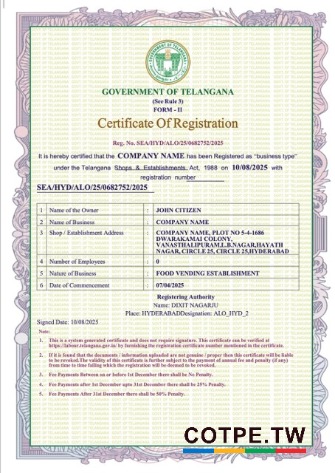 GOVERNMENT OF TELANGANA
(See Rule 3)
FORM - II
Certificate Of Registration
Reg. No. SEA/HYD/ALO/25/0682752/2025
It is hereby certified that the COMPANY NAME has been Registered as "business type"
under the Telangana Shops & Establishments Act, 1988 on 10/08/2025 with
registration number
SEA/HYD/ALO/25/0682752/2025
1 Name of the Owner : JOHN CITIZEN
2 Name of Business : COMPANY NAME
3 Shop / Establishment Address : COMPANY NAME, PLOT NO 5-4-1686
DWARAKAMAI COLONY,
VANASTHALIPURAM,L.B.NAGAR,HAYATH
NAGAR, CIRCLE 25, CIRCLE 25,HYDERABAD
4 Number of Employees : 0
5 Nature of Business : FOOD VENDING ESTABLISHMENT
6 Date of Commencement : 07/04/2025
Registering Authority
Name: DIXIT NAGARJU
Place: HYDERABADDesignation: ALO_HYD_2
Signed Date: 10/08/2025
Note:
1. This is a system generated certificate and does not require signature. This certificate can be verified at
https://labour.telangana.gov.in/ by furnishing the registration certificate number mentioned in the certificate.
2. If it is found that the documents / information uploaded are not genuine / proper then this certificate will be liable
to be revoked.The validity of this certificate is further subject to the payment of annual fee and penalty (if any)
from time to time failing which the registration will be deemed to be revoked.
3. Fee Payments Between on or before 1st December there shall be No Penalty.
4. Fee Payments after 1st December upto 31st December there shall be 25% Penalty.
5. Fee Payments After 31st December there shall be 50% Penalty.
COTPE.TW